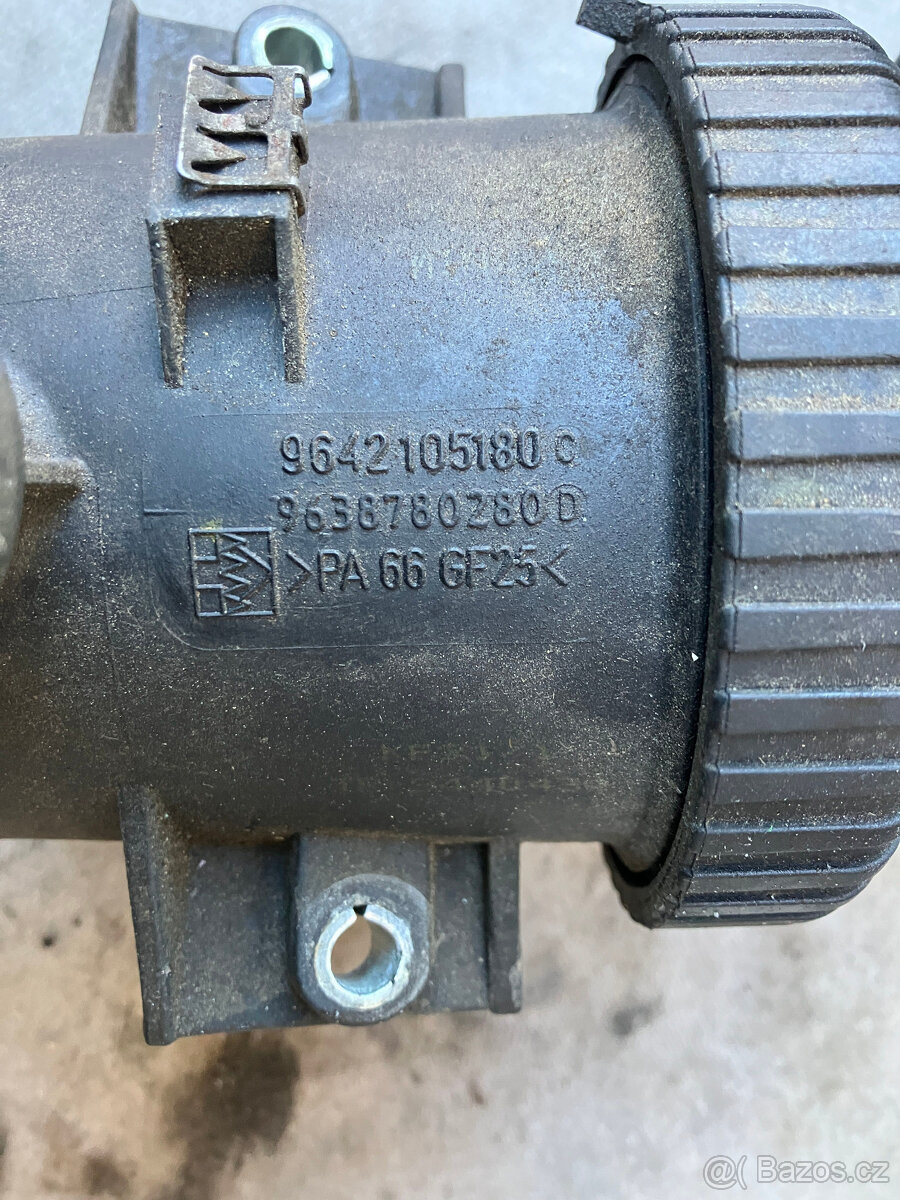 9642105180 C
9638780280 D
>PA 66 GF25<
@( Bazos.cz